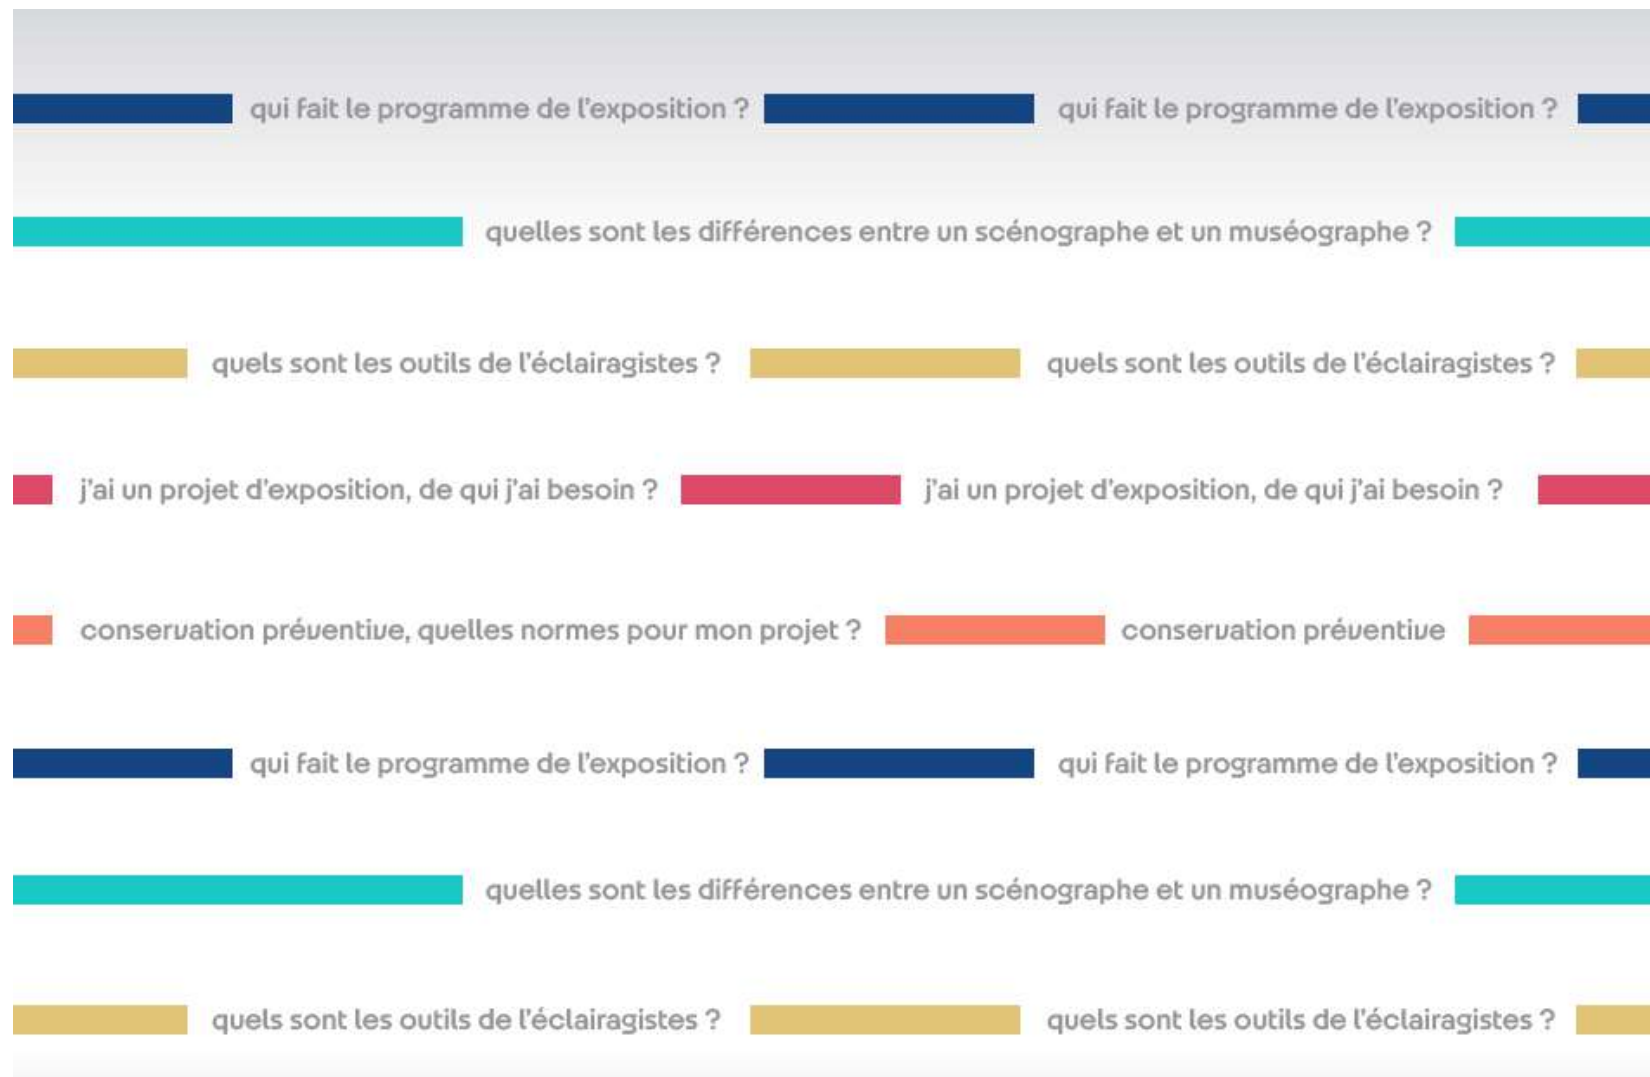 qui fait le programme de l'exposition ? qui fait le programme de l'exposition ?
quelles sont les différences entre un scénographe et un muséographe ?
quels sont les outils de l'éclairagistes ? quels sont les outils de l'éclairagistes ?
j'ai un projet d'exposition, de qui j'ai besoin ? j'ai un projet d'exposition, de qui j'ai besoin ?
conservation préventive, quelles normes pour mon projet ? conservation préventive
qui fait le programme de l'exposition ? qui fait le programme de l'exposition ?
quelles sont les différences entre un scénographe et un muséographe ?
quels sont les outils de l'éclairagistes ? quels sont les outils de l'éclairagistes ?